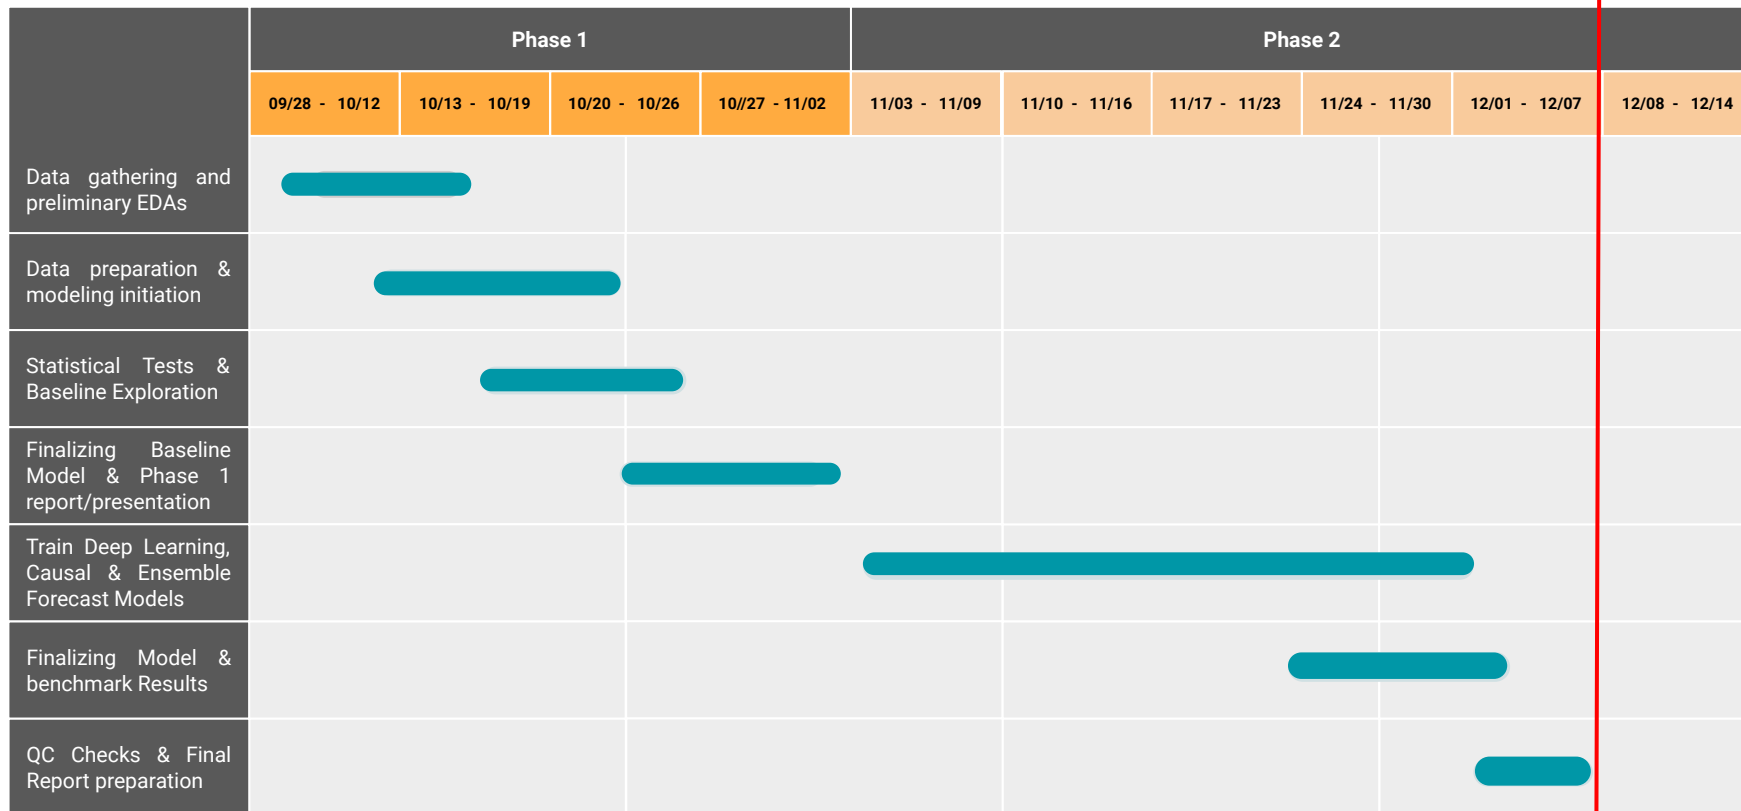 Phase 1
Phase 2
09/28 - 10/12
10/13 - 10/19
10/20 - 10/26
10//27 - 11/02
11/03 - 11/09
11/10 - 11/16
11/17 - 11/23
11/24 - 11/30
12/01 - 12/07
12/08 - 12/14
Data gathering and
preliminary EDAs
Data preparation &
modeling initiation
Statistical Tests &
Baseline Exploration
Finalizing Baseline
Model & Phase 1
report/presentation
Train Deep Learning,
Causal & Ensemble
Forecast Models
Finalizing Model &
benchmark Results
QC Checks & Final
Report preparation